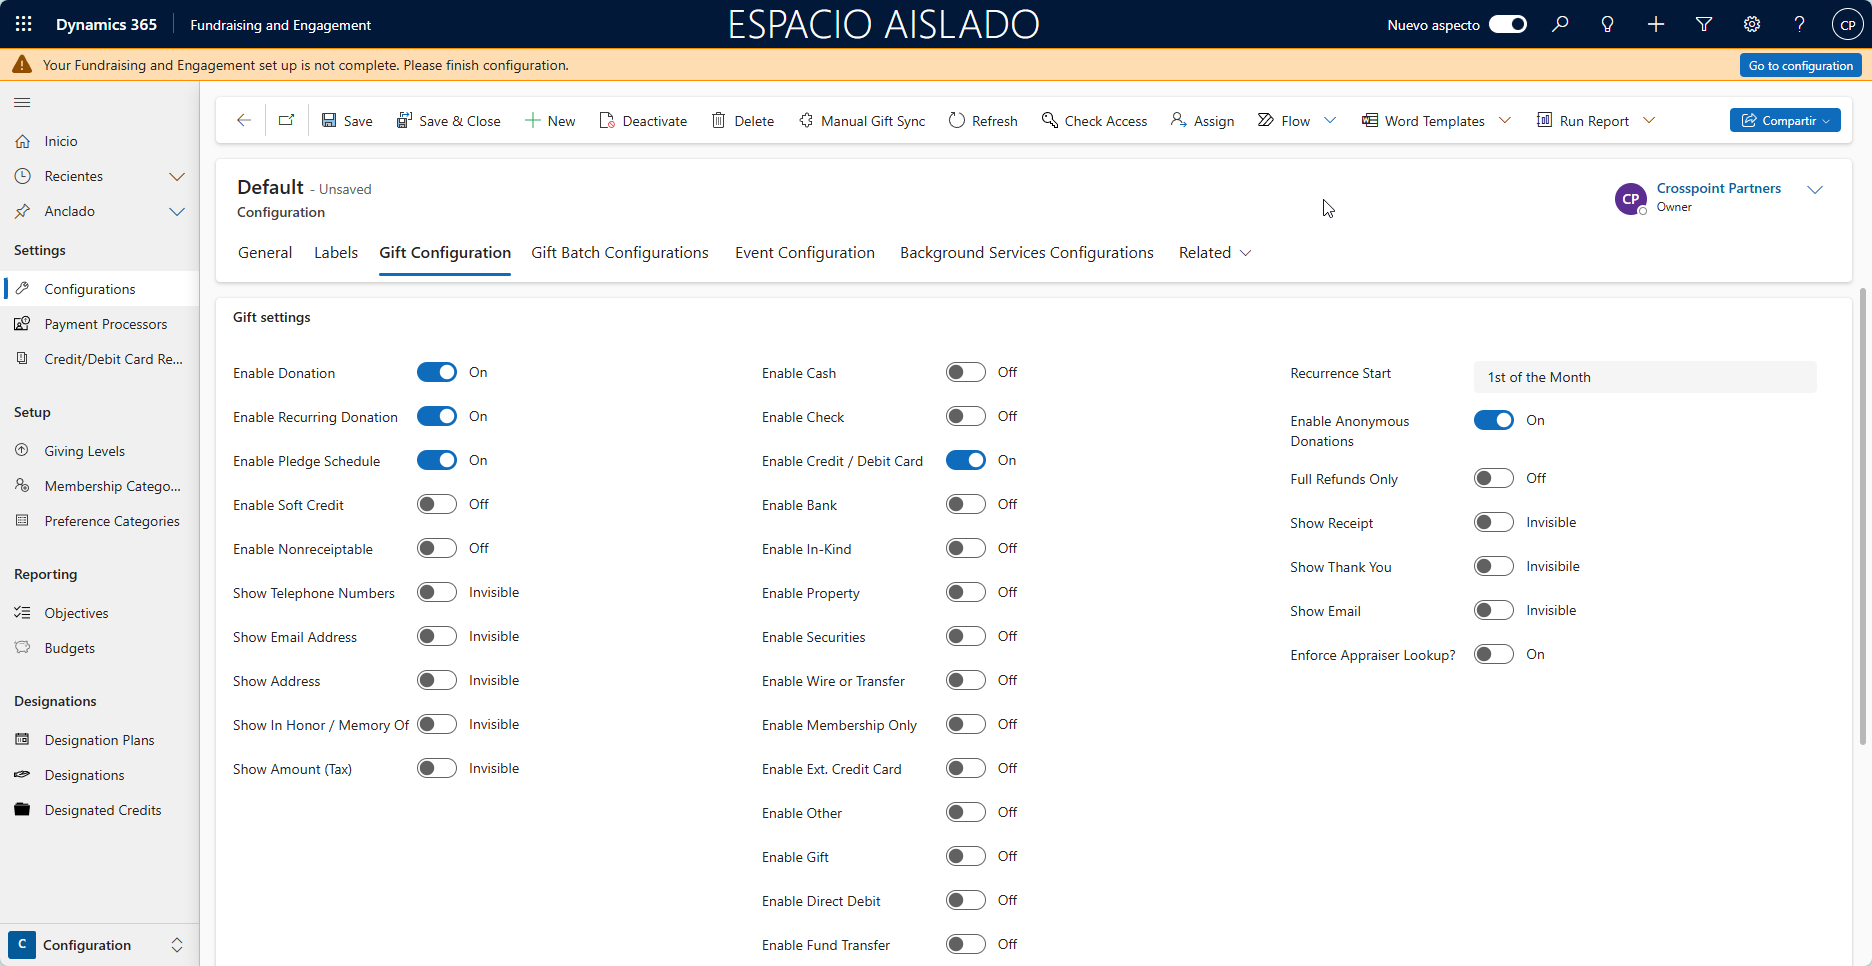 Dynamics 365
Fundraising and Engagement
ESPACIO AISLADO
Nuevo aspecto
CP
Your Fundraising and Engagement set up is not complete. Please finish configuration.
Go to configuration
Inicio
Recientes
Anclado
Settings
Configurations
Payment Processors
Credit/Debit Card Re...
Setup
Giving Levels
Membership Catego...
Preference Categories
Reporting
Objectives
Budgets
Designations
Designation Plans
Designations
Designated Credits
C
Configuration
Save
Save & Close
New
Deactivate
Delete
Manual Gift Sync
Refresh
Check Access
Assign
Flow
Word Templates
Run Report
Compartir
Default - Unsaved
Configuration
CP
Crosspoint Partners
Owner
General
Labels
Gift Configuration
Gift Batch Configurations
Event Configuration
Background Services Configurations
Related
Gift settings
Enable Donation On
Enable Recurring Donation On
Enable Pledge Schedule On
Enable Soft Credit Off
Enable Nonreceiptable Off
Show Telephone Numbers Invisible
Show Email Address Invisible
Show Address Invisible
Show In Honor / Memory Of Invisible
Show Amount (Tax) Invisible
Enable Cash Off
Enable Check Off
Enable Credit / Debit Card On
Enable Bank Off
Enable In-Kind Off
Enable Property Off
Enable Securities Off
Enable Wire or Transfer Off
Enable Membership Only Off
Enable Ext. Credit Card Off
Enable Other Off
Enable Gift Off
Enable Direct Debit Off
Enable Fund Transfer Off
Recurrence Start 1st of the Month
Enable Anonymous On
Donations
Full Refunds Only Off
Show Receipt Invisible
Show Thank You Invisibile
Show Email Invisible
Enforce Appraiser Lookup? On